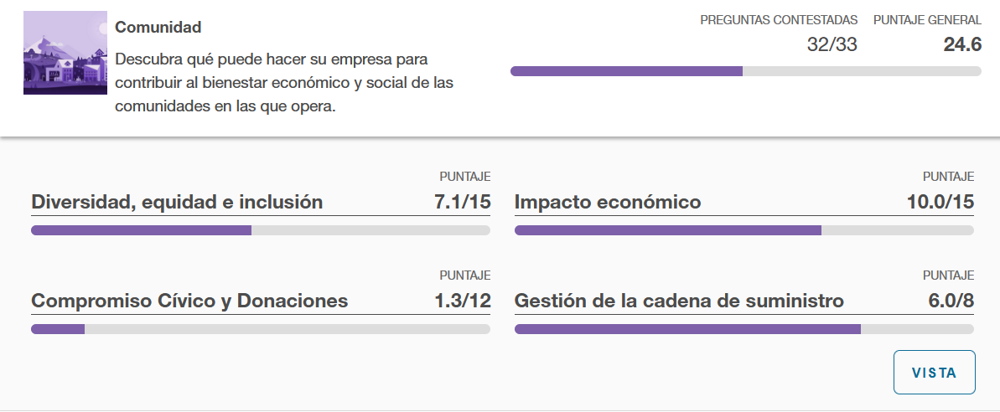 Comunidad
Descubra qué puede hacer su empresa para
contribuir al bienestar económico y social de las
comunidades en las que opera.
PREGUNTAS CONTESTADAS
32/33
PUNTAJE GENERAL
24.6
PUNTAJE
Diversidad, equidad e inclusión 7.1/15
PUNTAJE
Impacto económico 10.0/15
PUNTAJE
Compromiso Cívico y Donaciones 1.3/12
PUNTAJE
Gestión de la cadena de suministro 6.0/8
VISTA